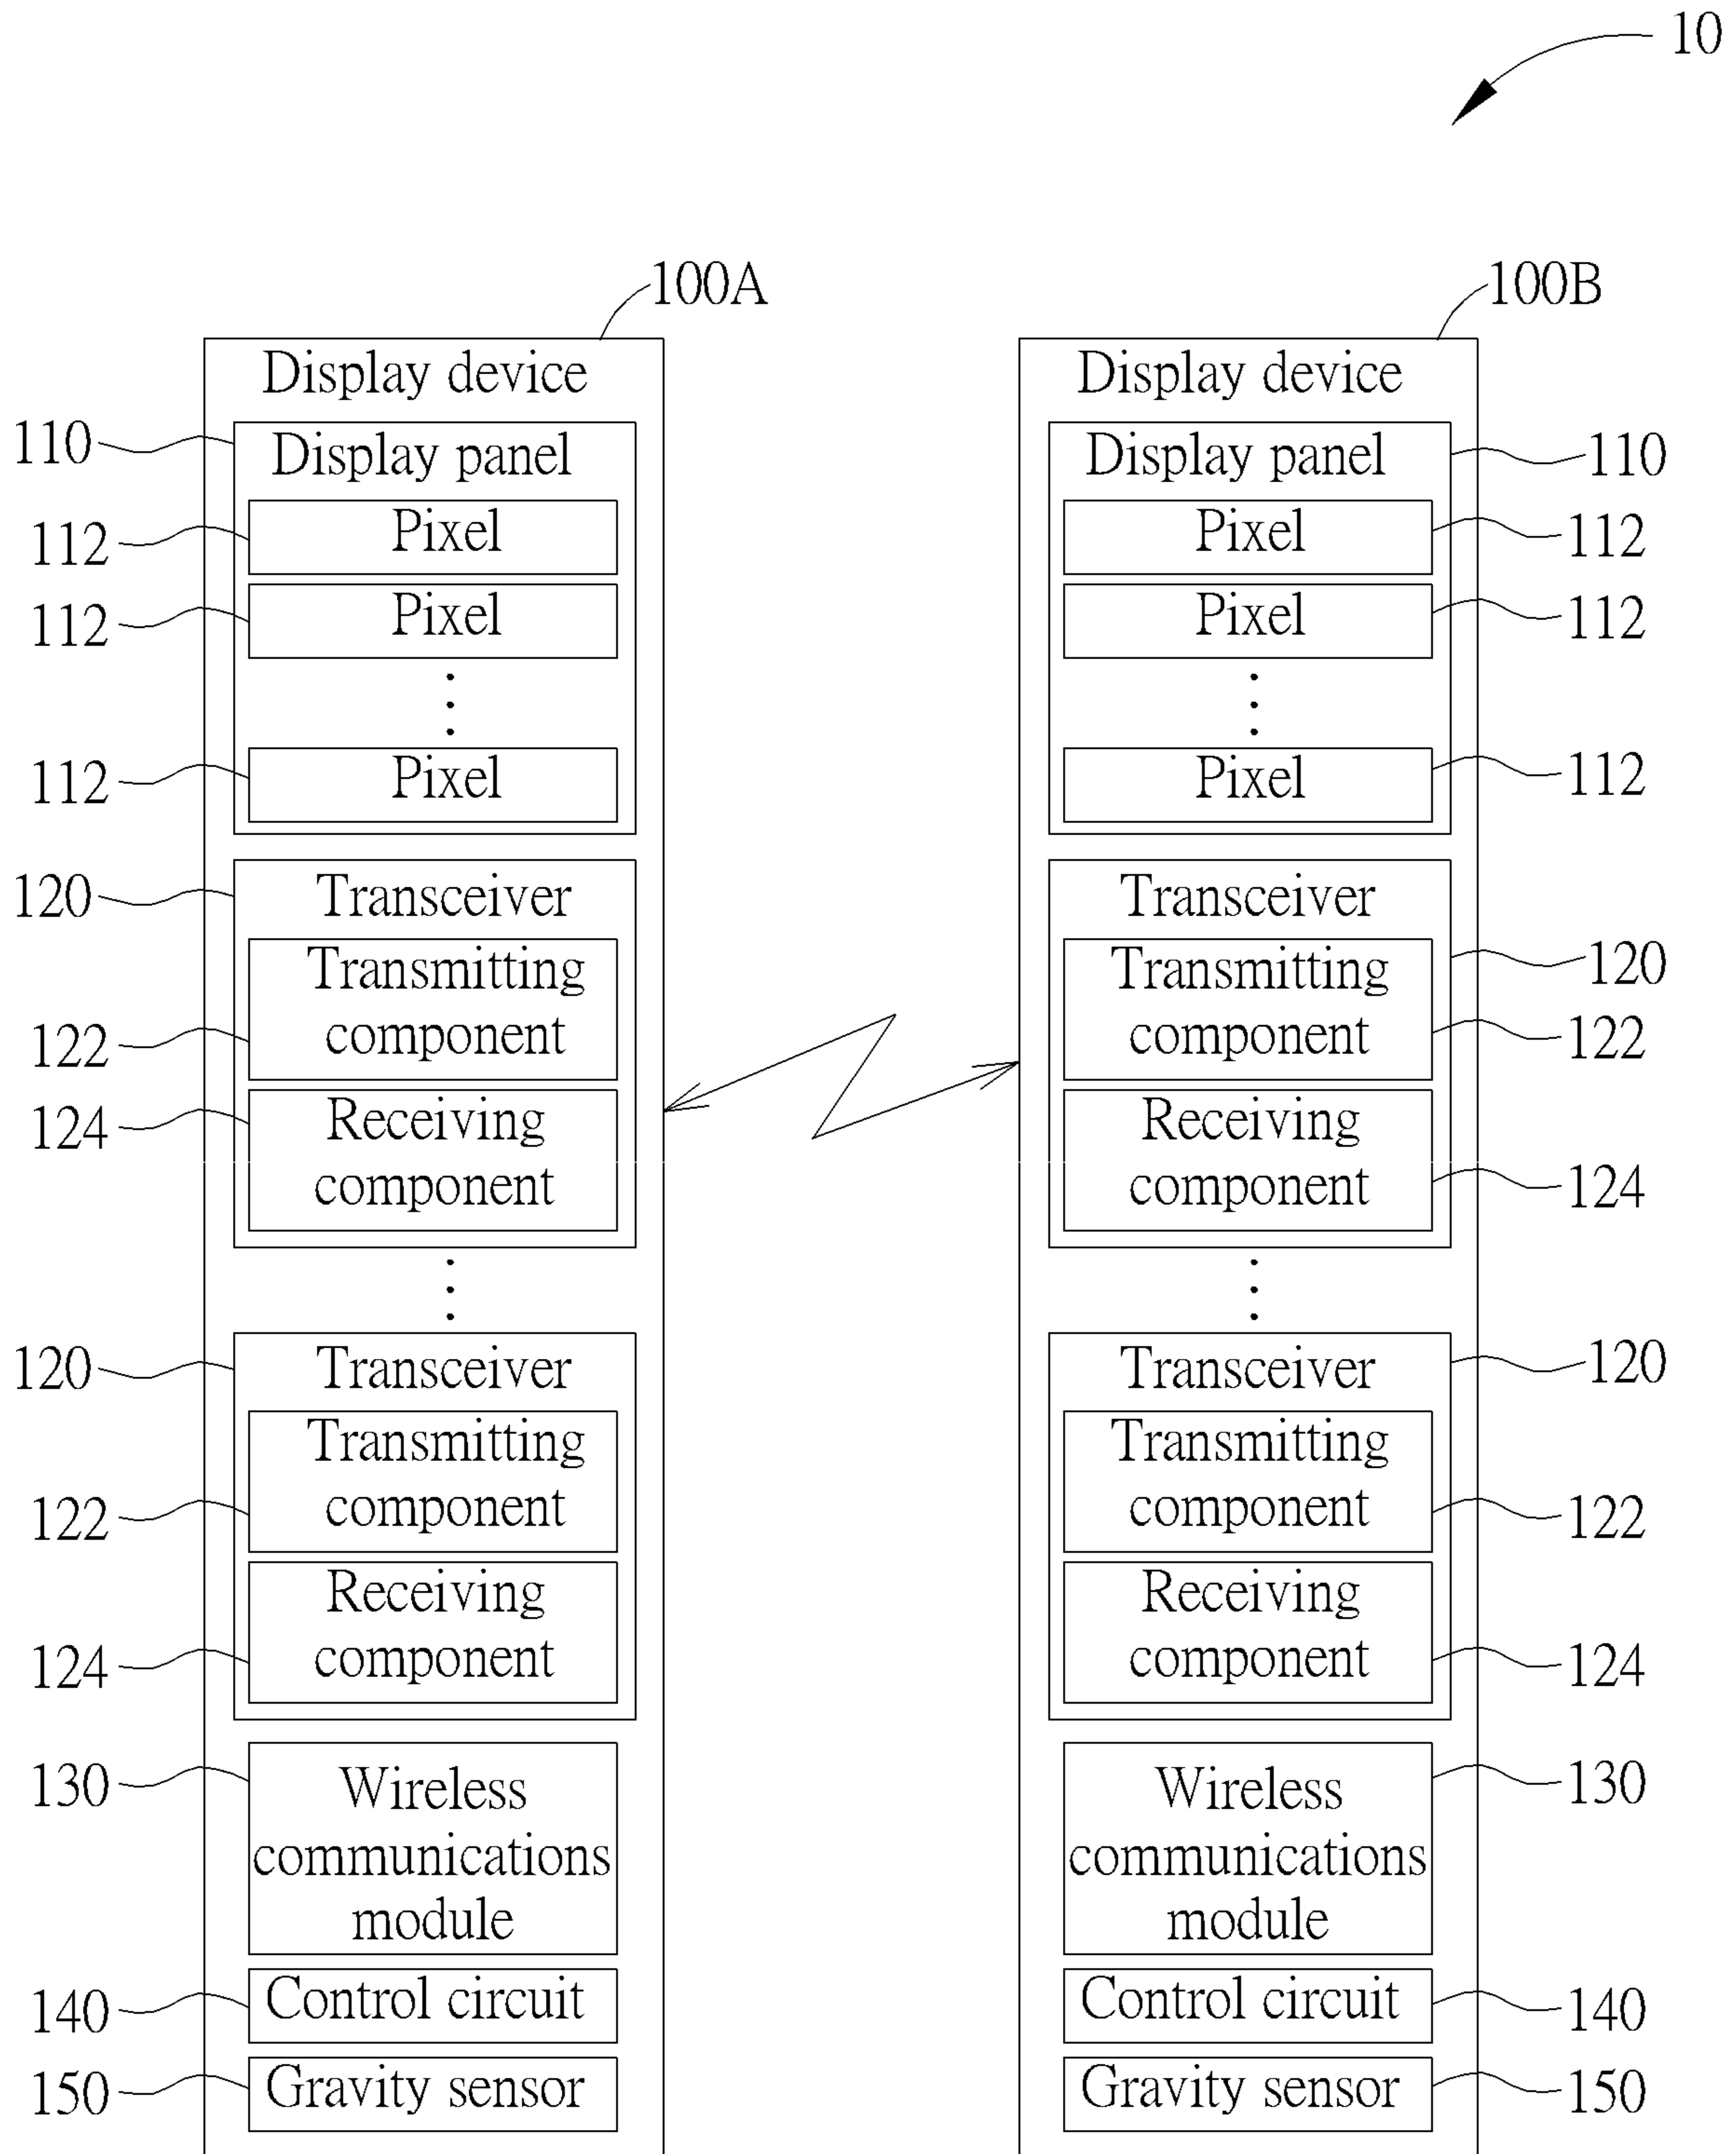 10
100A
100B
Display device
Display device
110
Display panel
Display panel
110
112
Pixel
Pixel
112
112
Pixel
Pixel
112
112
Pixel
Pixel
112
120
Transceiver
Transceiver
120
122
Transmitting
component
Transmitting
component
122
124
Receiving
component
Receiving
component
124
120
Transceiver
Transceiver
120
122
Transmitting
component
Transmitting
component
122
124
Receiving
component
Receiving
component
124
130
Wireless
communications
module
Wireless
communications
module
130
140
Control circuit
Control circuit
140
150
Gravity sensor
Gravity sensor
150